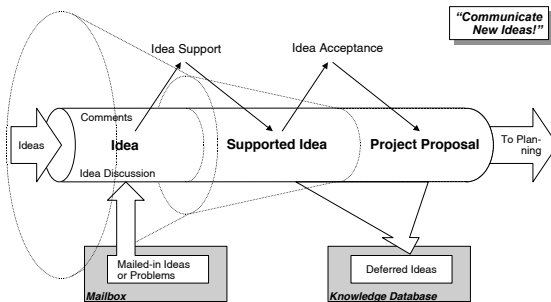 “Communicate
New Ideas!”
Idea Support
Idea Acceptance
Comments
Ideas
Idea
Supported Idea
Project Proposal
To Plan-
ning
Idea Discussion
Mailed-in Ideas
or Problems
Mailbox
Deferred Ideas
Knowledge Database